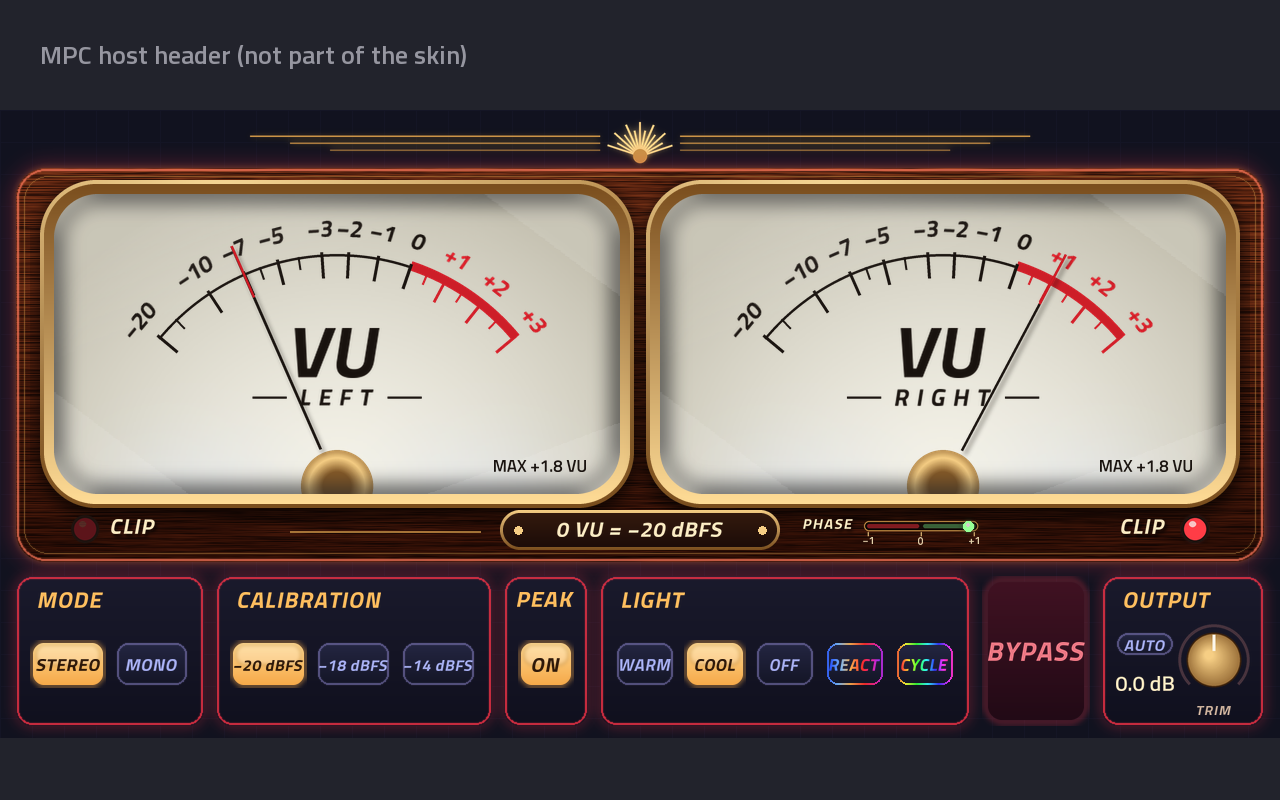 MPC host header (not part of the skin)
−20 −10 −7 −5 −3 −2 −1 0 +1 +2 +3
VU
LEFT
MAX +1.8 VU
−20 −10 −7 −5 −3 −2 −1 0 +1 +2 +3
VU
RIGHT
MAX +1.8 VU
CLIP
0 VU = −20 dBFS
PHASE
−1 0 +1
CLIP
MODE
STEREO MONO
CALIBRATION
−20 dBFS −18 dBFS −14 dBFS
PEAK
ON
LIGHT
WARM COOL OFF REACT CYCLE
BYPASS
OUTPUT
AUTO
0.0 dB
TRIM